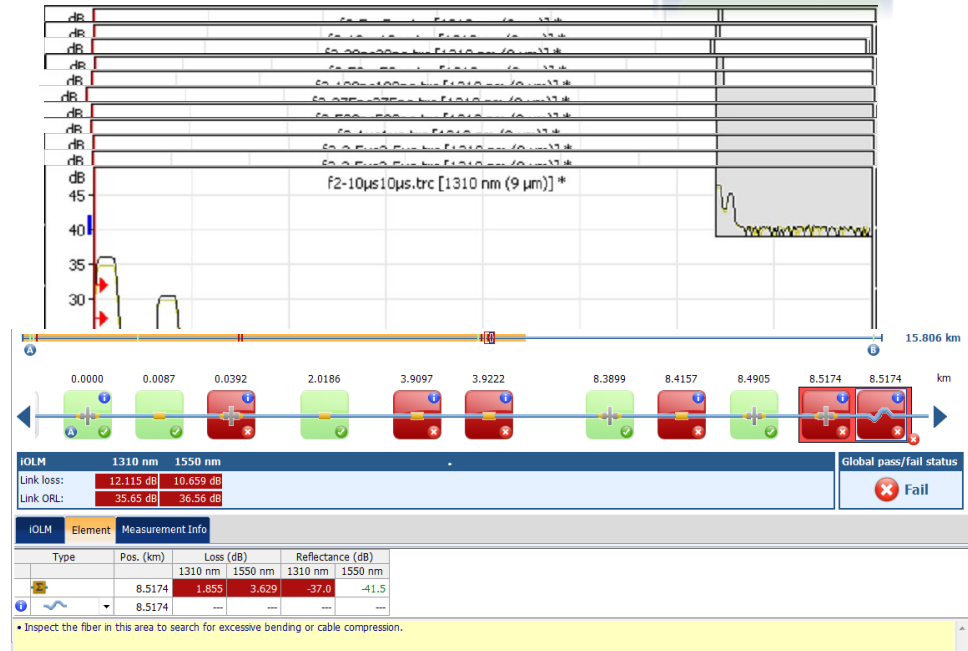 dB
dB
dB
dB
dB
dB
dB
dB
dB
dB
dB
f2-10µs10µs.trc [1310 nm (9 µm)] *
45
40
35
30
15.806 km
A B
0.0000 0.0087 0.0392 2.0186 3.9097 3.9222 8.3899 8.4157 8.4905 8.5174 8.5174 km
A
iOLM 1310 nm 1550 nm
Global pass/fail status
Link loss: 12.115 dB 10.659 dB
Link ORL: 35.65 dB 36.56 dB
Fail
iOLM Element Measurement Info
Type Pos. (km) Loss (dB) Reflectance (dB)
1310 nm 1550 nm 1310 nm 1550 nm
Σ 8.5174 1.855 3.629 -37.0 -41.5
8.5174 --- --- --- ---
• Inspect the fiber in this area to search for excessive bending or cable compression.